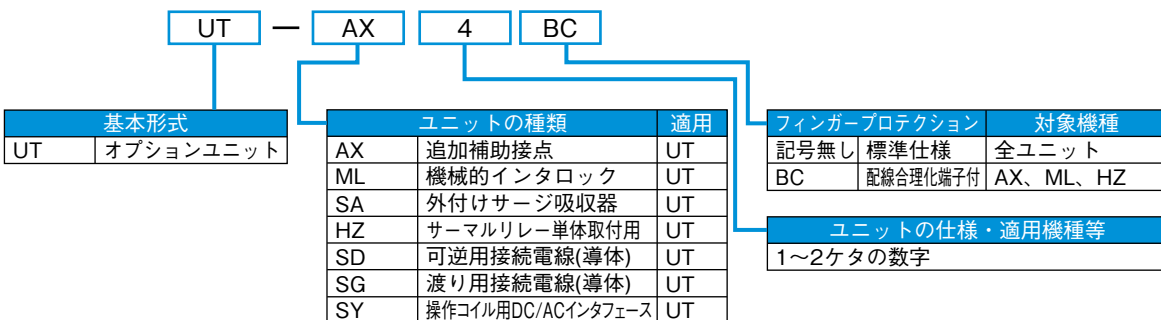 UT — AX 4 BC
基本形式
UT オプションユニット
ユニットの種類 適用
AX 追加補助接点 UT
ML 機械的インタロック UT
SA 外付けサージ吸収器 UT
HZ サーマルリレー単体取付用 UT
SD 可逆用接続電線(導体) UT
SG 渡り用接続電線(導体) UT
SY 操作コイル用DC/ACインタフェース UT
フィンガープロテクション 対象機種
記号無し 標準仕様 全ユニット
BC 配線合理化端子付 AX、ML、HZ
ユニットの仕様・適用機種等
1〜2ケタの数字